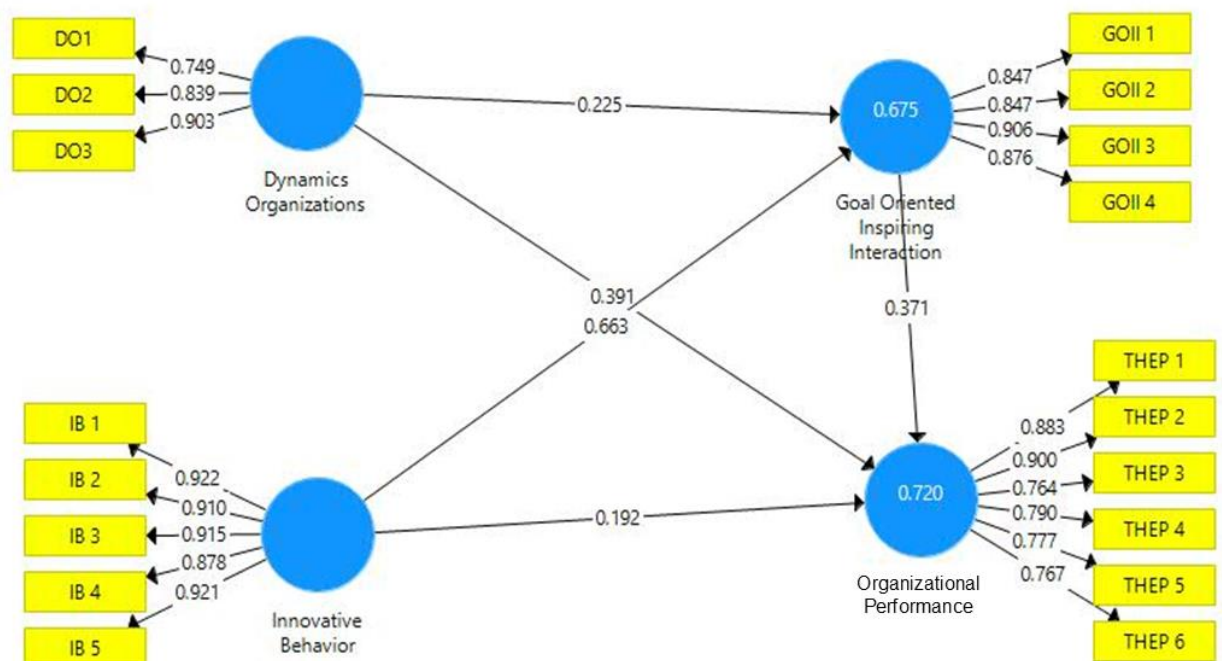 DO1
DO2
DO3
0.749
0.839
0.903
Dynamics
Organizations
0.225
0.675
Goal Oriented
Inspiring
Interaction
0.847
0.847
0.906
0.876
GOII 1
GOII 2
GOII 3
GOII 4
0.391
0.663
0.371
IB 1
IB 2
IB 3
IB 4
IB 5
0.922
0.910
0.915
0.878
0.921
Innovative
Behavior
0.192
0.720
Organizational
Performance
0.883
0.900
0.764
0.790
0.777
0.767
THEP 1
THEP 2
THEP 3
THEP 4
THEP 5
THEP 6